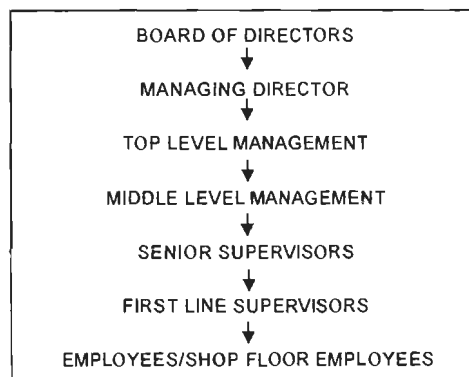 BOARD OF DIRECTORS
MANAGING DIRECTOR
TOP LEVEL MANAGEMENT
MIDDLE LEVEL MANAGEMENT
SENIOR SUPERVISORS
FIRST LINE SUPERVISORS
EMPLOYEES/SHOP FLOOR EMPLOYEES